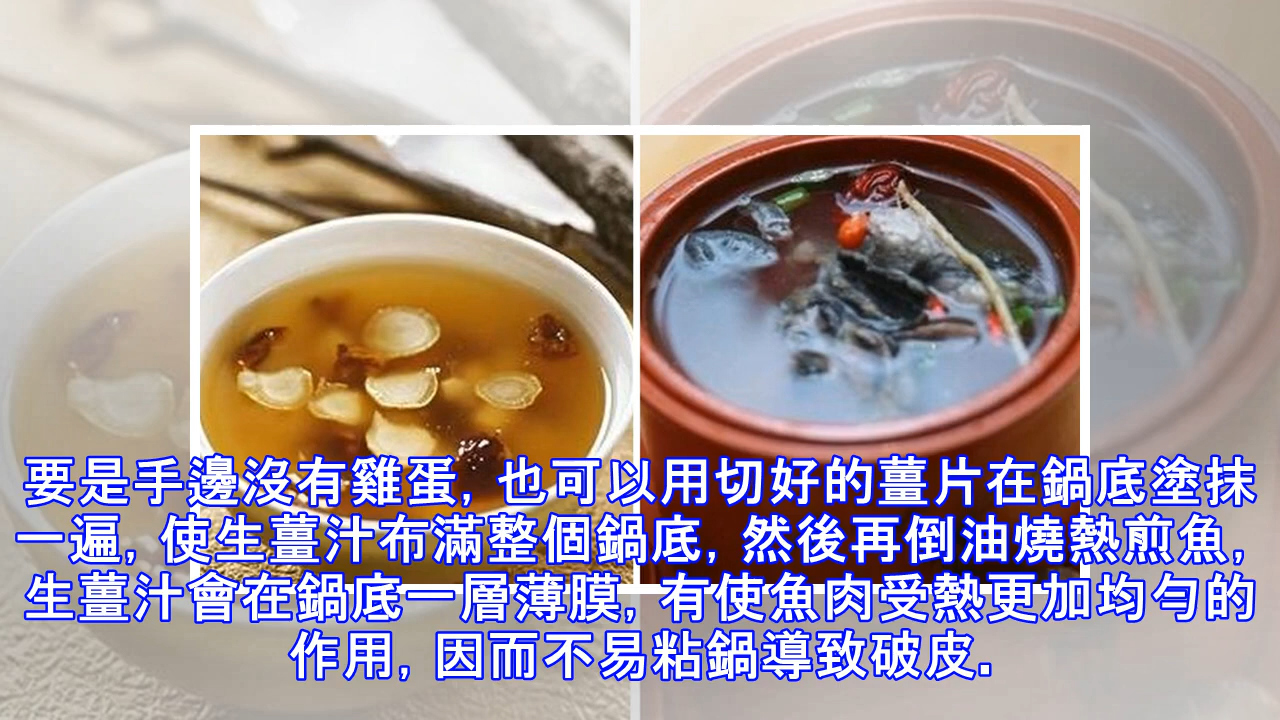 要是手邊沒有雞蛋, 也可以用切好的薑片在鍋底塗抹
一遍, 使生薑汁布滿整個鍋底, 然後再倒油燒熱煎魚,
生薑汁會在鍋底一層薄膜, 有使魚肉受熱更加均勻的
作用, 因而不易粘鍋導致破皮.